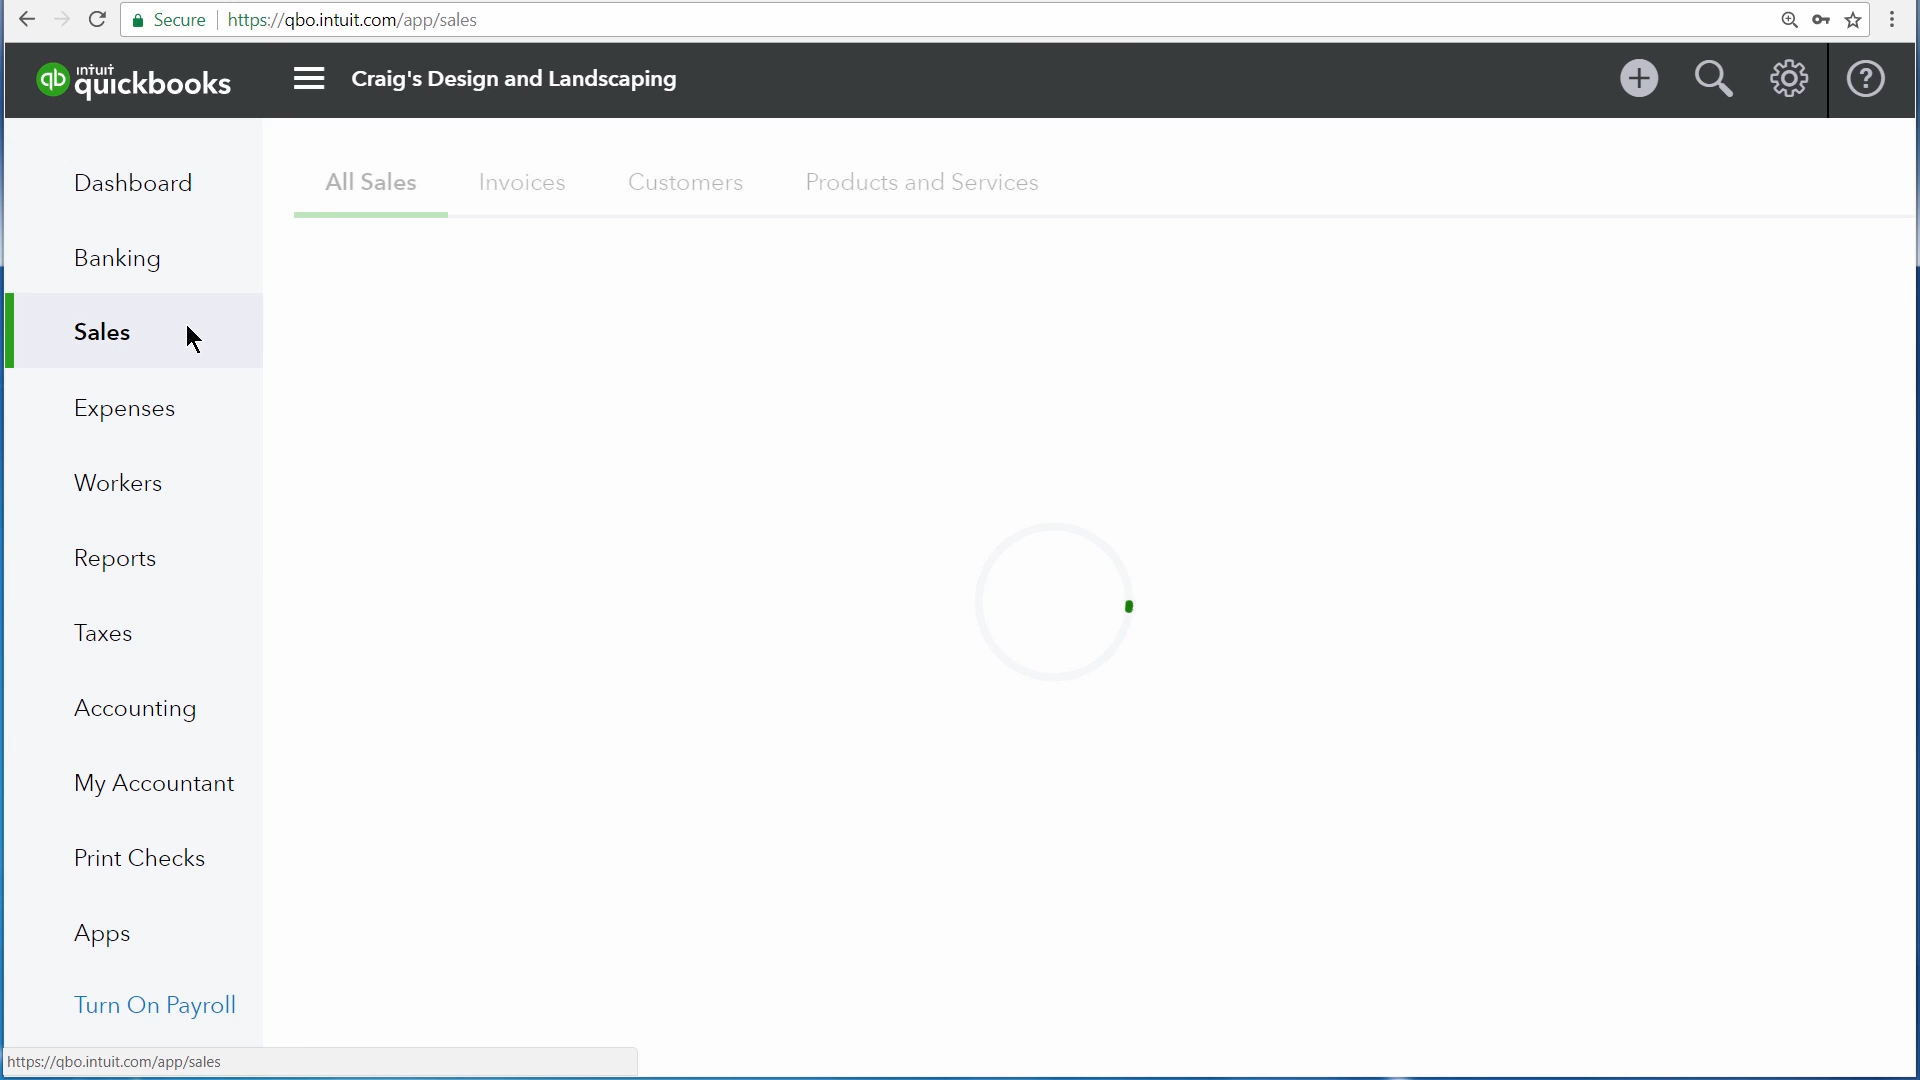 Secure https://qbo.intuit.com/app/sales
qb intuit quickbooks
Craig's Design and Landscaping
Dashboard
Banking
Sales
Expenses
Workers
Reports
Taxes
Accounting
My Accountant
Print Checks
Apps
Turn On Payroll
All Sales Invoices Customers Products and Services
https://qbo.intuit.com/app/sales